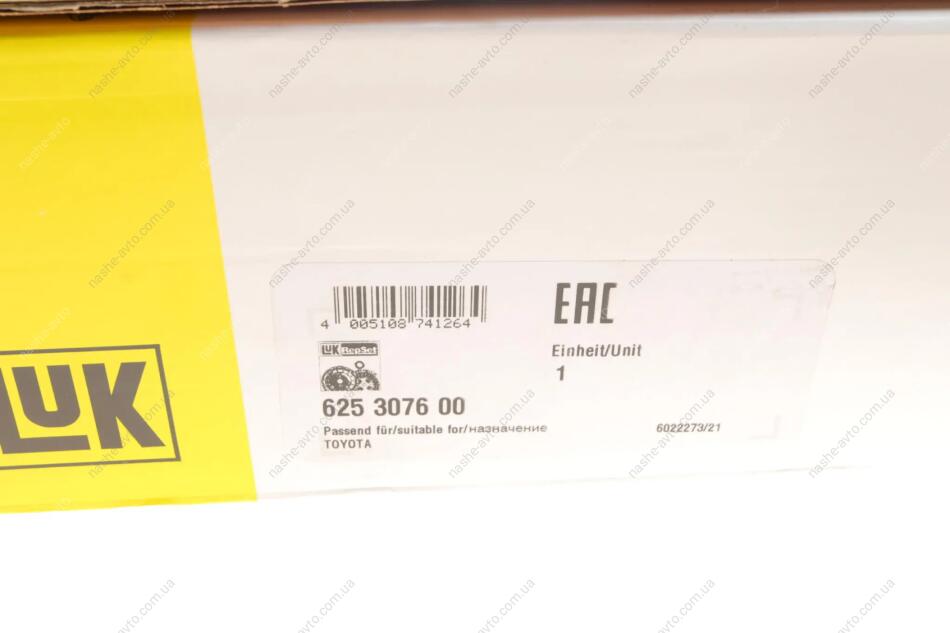 4 005108 741264
EAC
LuK RepSet
Einheit/Unit
1
625 3076 00
Passend für/suitable for/назначение
TOYOTA
6022273/21
LUK
nashe-avto.com.ua